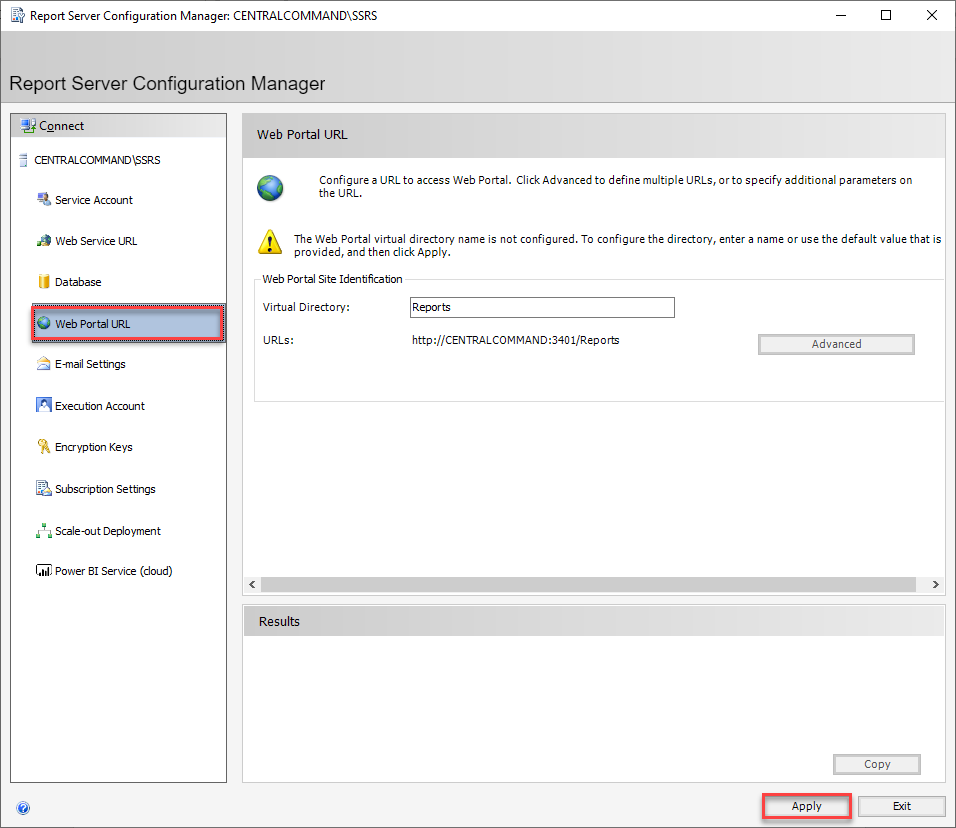 Report Server Configuration Manager: CENTRALCOMMAND\SSRS
Report Server Configuration Manager
Connect
CENTRALCOMMAND\SSRS
Service Account
Web Service URL
Database
Web Portal URL
E-mail Settings
Execution Account
Encryption Keys
Subscription Settings
Scale-out Deployment
Power BI Service (cloud)
Web Portal URL
Configure a URL to access Web Portal. Click Advanced to define multiple URLs, or to specify additional parameters on
the URL.
The Web Portal virtual directory name is not configured. To configure the directory, enter a name or use the default value that is
provided, and then click Apply.
Web Portal Site Identification
Virtual Directory: Reports
URLs: http://CENTRALCOMMAND:3401/Reports
Advanced
Results
Copy
Apply Exit